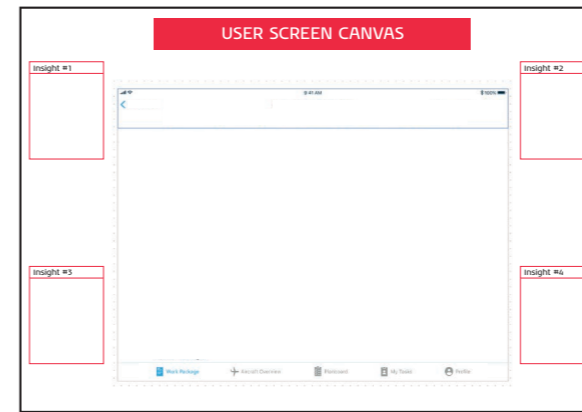 USER SCREEN CANVAS
Insight #1
Insight #2
9:41 AM
100%
Insight #3
Insight #4
Work Package
Aircraft Overview
My Tasks
Profile